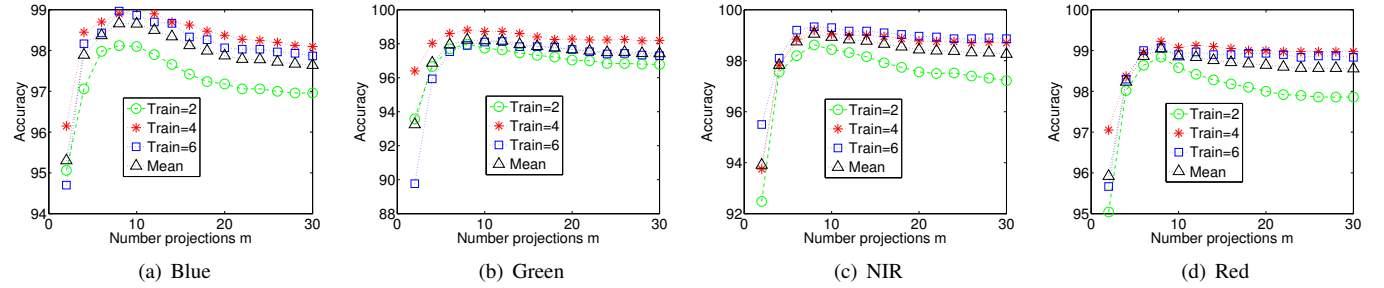 99
98
97
96
95
94
0 10 20 30
Accuracy
Number projections m
Train=2
Train=4
Train=6
Mean
(a) Blue
100
98
96
94
92
90
88
0 10 20 30
Accuracy
Number projections m
Train=2
Train=4
Train=6
Mean
(b) Green
100
98
96
94
92
0 10 20 30
Accuracy
Number projections m
Train=2
Train=4
Train=6
Mean
(c) NIR
100
99
98
97
96
95
0 10 20 30
Accuracy
Number projections m
Train=2
Train=4
Train=6
Mean
(d) Red